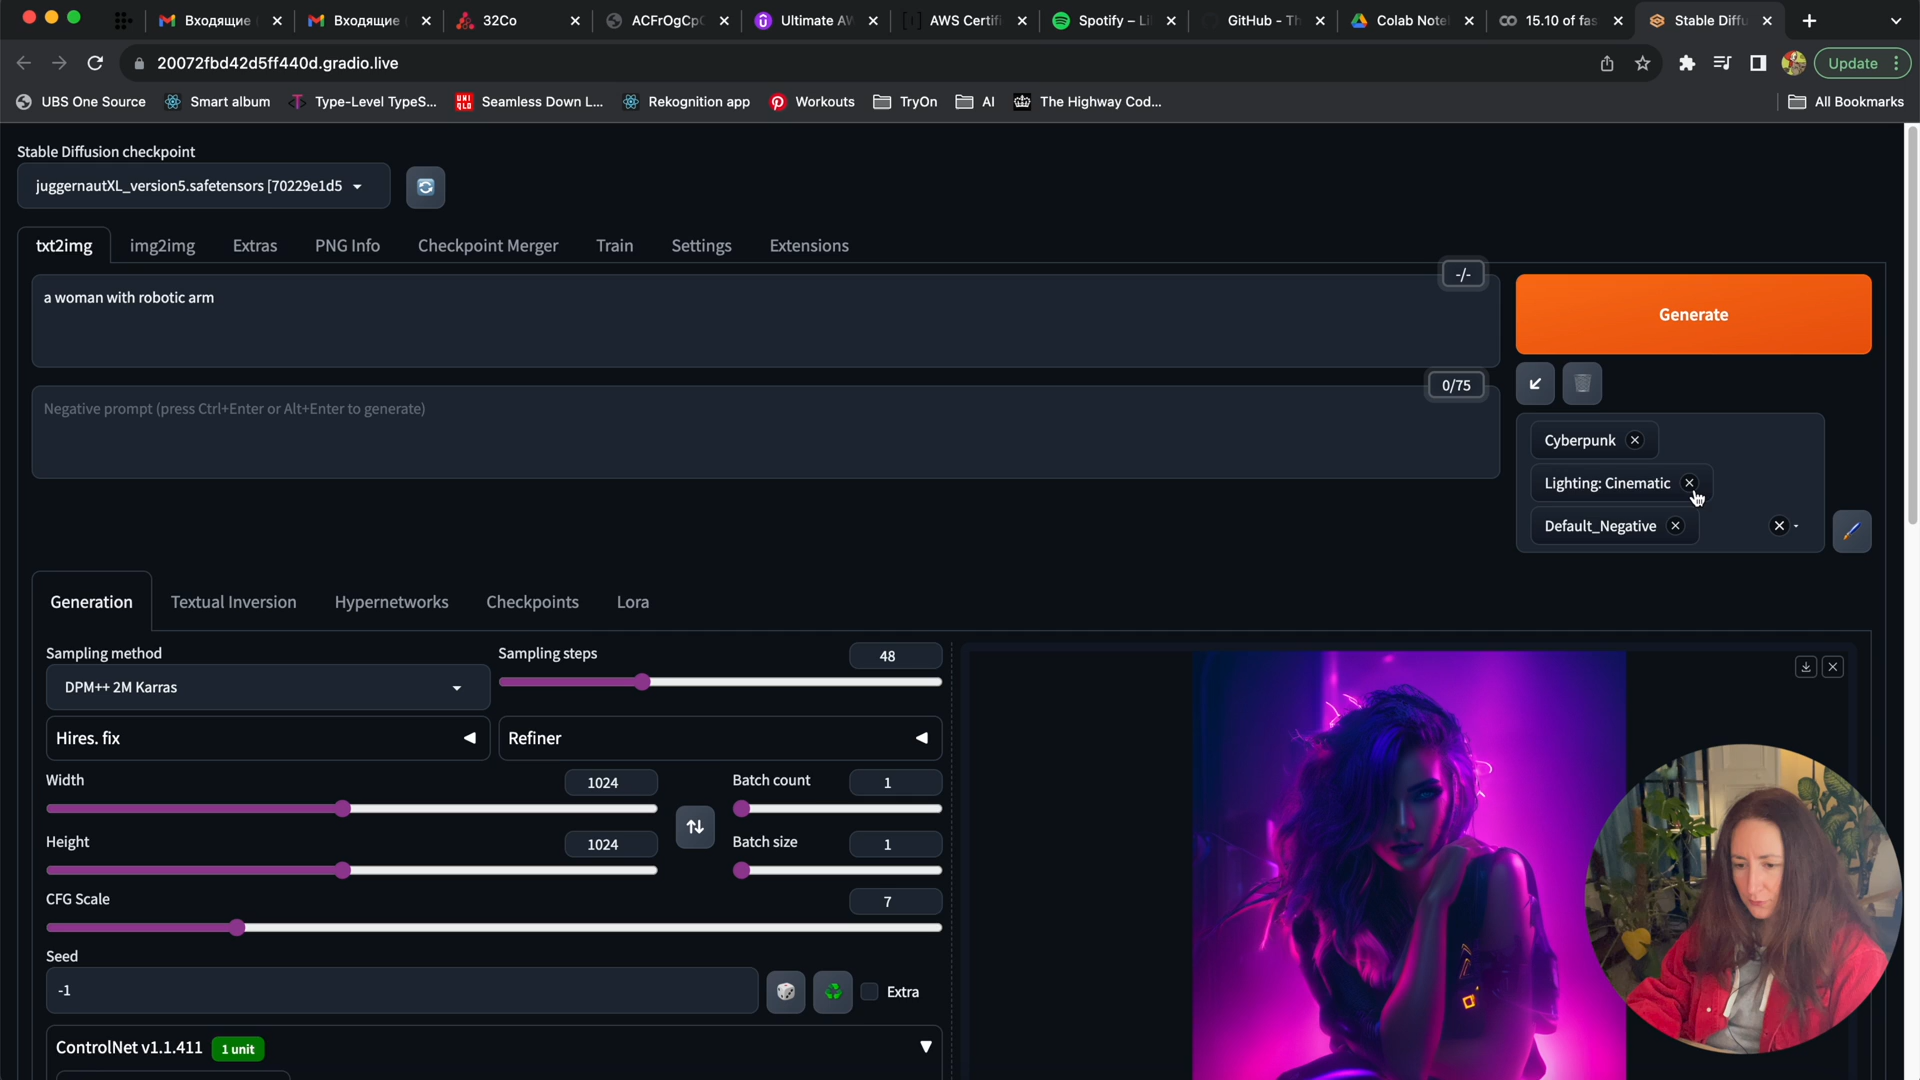 Входящие
Входящие
32Co
ACFrOgCp
Ultimate AW
AWS Certifi
Spotify – Li
GitHub - Th
Colab Note
15.10 of fas
Stable Diffu
20072fbd42d5ff440d.gradio.live
Update
UBS One Source
Smart album
Type-Level TypeS...
Seamless Down L...
Rekognition app
Workouts
TryOn
AI
The Highway Cod...
All Bookmarks
Stable Diffusion checkpoint
juggernautXL_version5.safetensors [70229e1d5
txt2img
img2img
Extras
PNG Info
Checkpoint Merger
Train
Settings
Extensions
-/-
a woman with robotic arm
Generate
0/75
Negative prompt (press Ctrl+Enter or Alt+Enter to generate)
Cyberpunk
Lighting: Cinematic
Default_Negative
Generation
Textual Inversion
Hypernetworks
Checkpoints
Lora
Sampling method
DPM++ 2M Karras
Sampling steps
48
Hires. fix
Refiner
Width
1024
Batch count
1
Height
1024
Batch size
1
CFG Scale
7
Seed
-1
Extra
ControlNet v1.1.411
1 unit